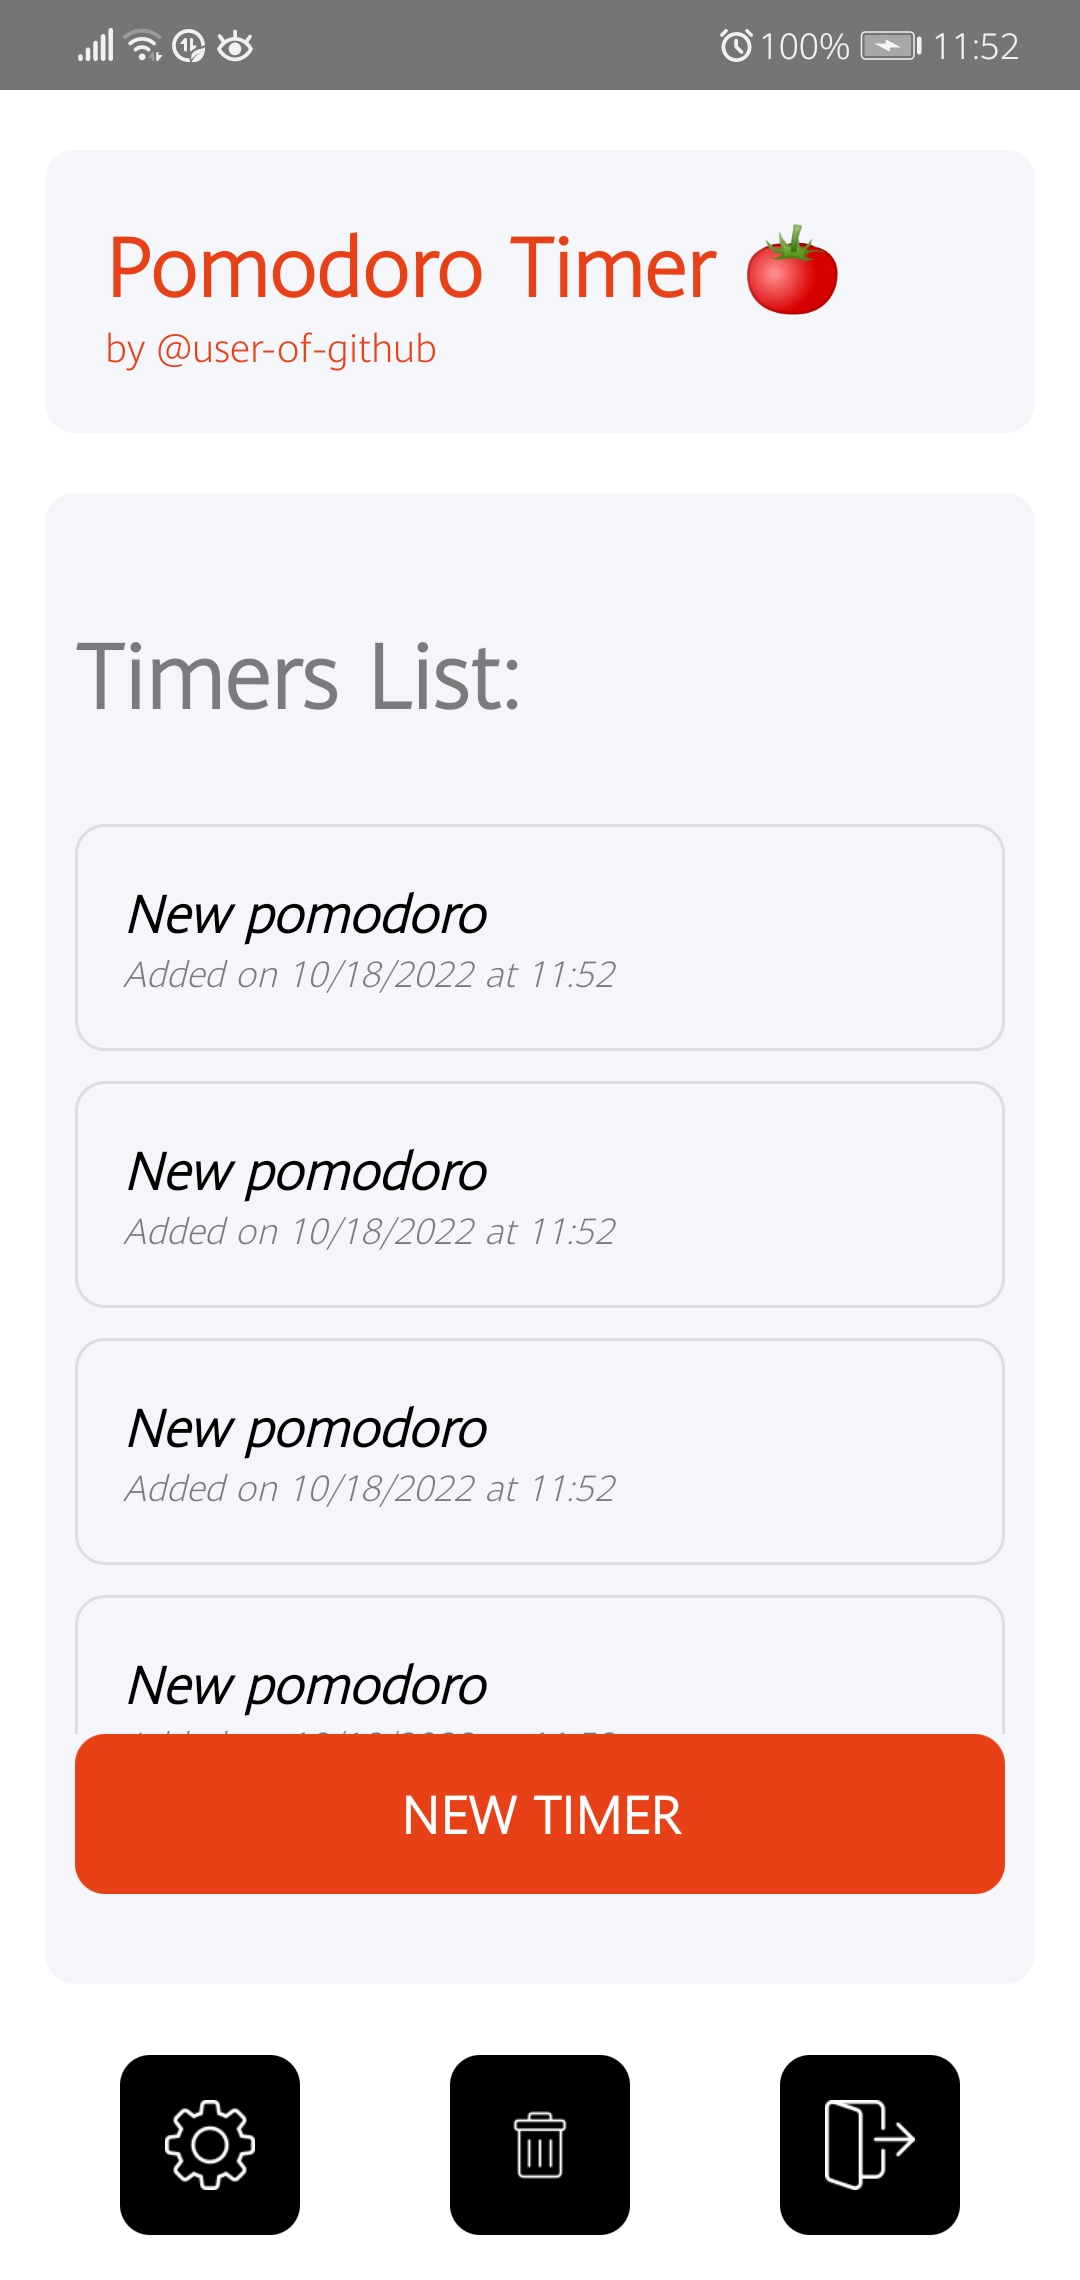 100% 11:52
Pomodoro Timer
by @user-of-github
Timers List:
New pomodoro
Added on 10/18/2022 at 11:52
New pomodoro
Added on 10/18/2022 at 11:52
New pomodoro
Added on 10/18/2022 at 11:52
New pomodoro
NEW TIMER